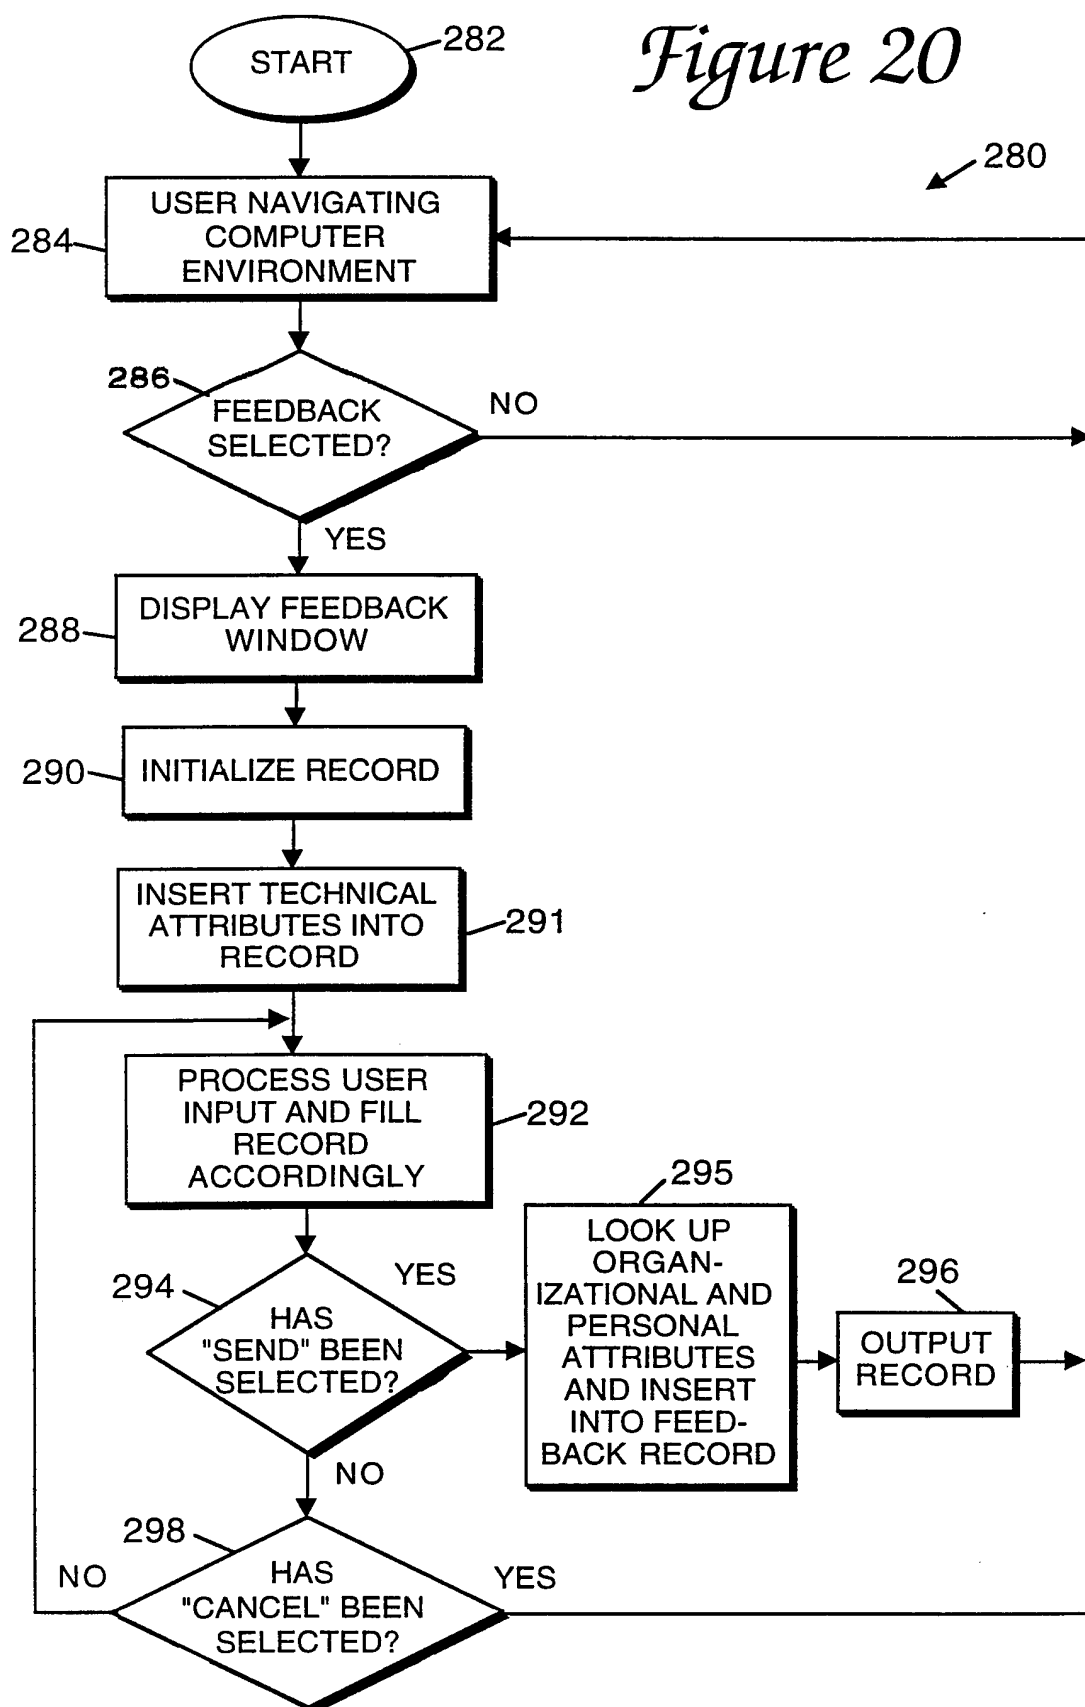 Figure 20
START
282
280
USER NAVIGATING
COMPUTER
ENVIRONMENT
284
286
FEEDBACK
SELECTED?
NO
YES
DISPLAY FEEDBACK
WINDOW
288
INITIALIZE RECORD
290
INSERT TECHNICAL
ATTRIBUTES INTO
RECORD
291
PROCESS USER
INPUT AND FILL
RECORD
ACCORDINGLY
292
294
HAS
"SEND" BEEN
SELECTED?
YES
295
LOOK UP
ORGAN-
IZATIONAL AND
PERSONAL
ATTRIBUTES
AND INSERT
INTO FEED-
BACK RECORD
296
OUTPUT
RECORD
NO
298
NO
HAS
"CANCEL" BEEN
SELECTED?
YES